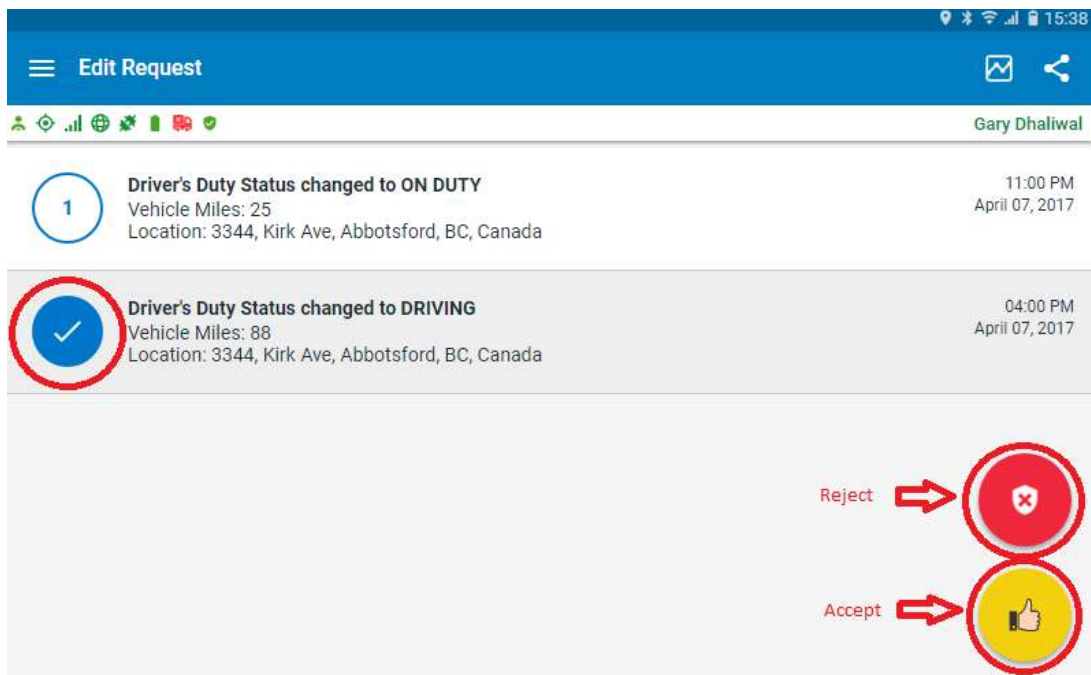 15:38
Edit Request
Gary Dhaliwal
1
Driver's Duty Status changed to ON DUTY
11:00 PM
Vehicle Miles: 25
April 07, 2017
Location: 3344, Kirk Ave, Abbotsford, BC, Canada
Driver's Duty Status changed to DRIVING
04:00 PM
Vehicle Miles: 88
April 07, 2017
Location: 3344, Kirk Ave, Abbotsford, BC, Canada
Reject
Accept